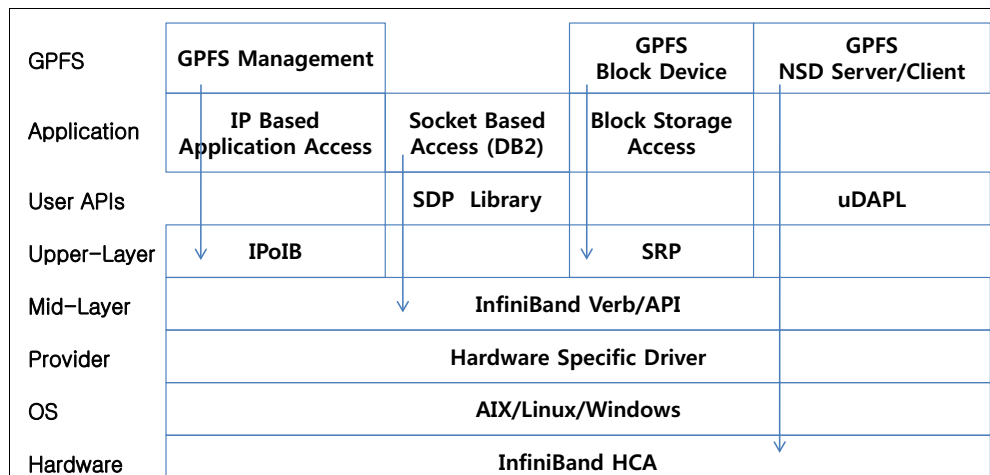 GPFS
GPFS Management
GPFS
Block Device
GPFS
NSD Server/Client
Application
IP Based
Application Access
Socket Based
Access (DB2)
Block Storage
Access
User APIs
SDP Library
uDAPL
Upper-Layer
IPoIB
SRP
Mid-Layer
InfiniBand Verb/API
Provider
Hardware Specific Driver
OS
AIX/Linux/Windows
Hardware
InfiniBand HCA